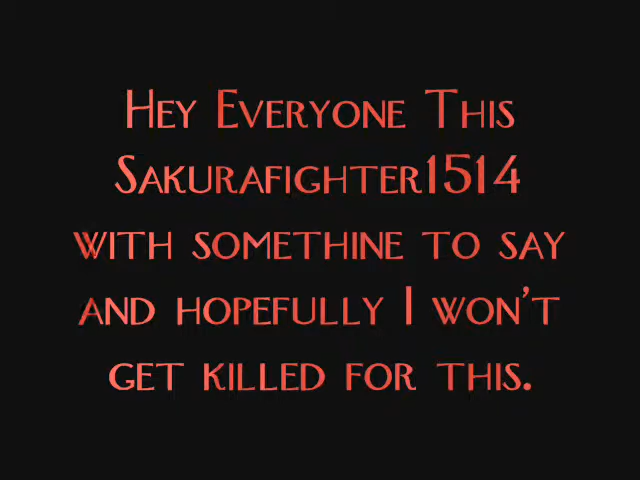 Hey Everyone This
Sakurafighter1514
with somethine to say
and hopefully I won't
get killed for this.